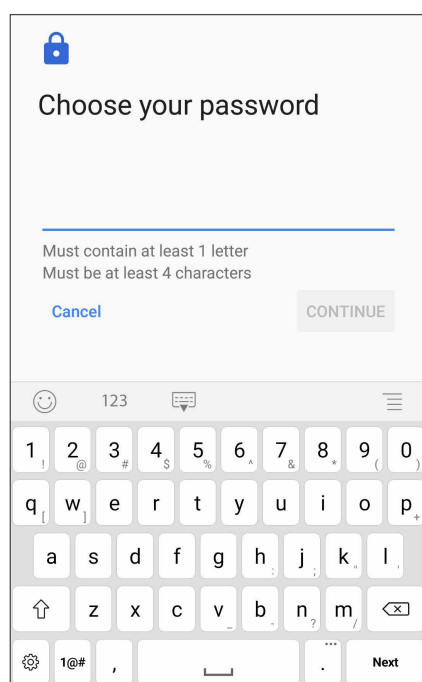 Choose your password
Must contain at least 1 letter
Must be at least 4 characters
Cancel CONTINUE
123
1 ! 2 @ 3 # 4 $ 5 % 6 ^ 7 & 8 * 9 ( 0 )
q [ w ] e r t y u i o p +
a s d f g h : j ; k " l '
z x c v _ b - n ? m /
1@# , . Next